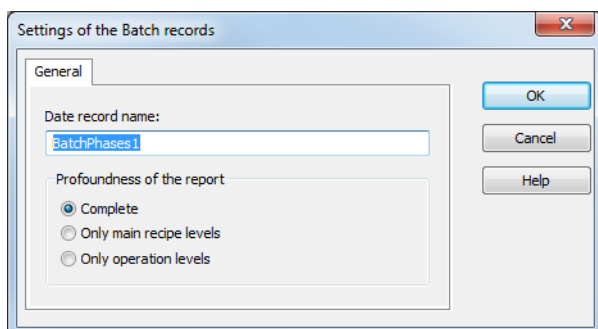 Settings of the Batch records
General
OK
Date record name:
BatchPhases1
Cancel
Profoundness of the report
Help
Complete
Only main recipe levels
Only operation levels